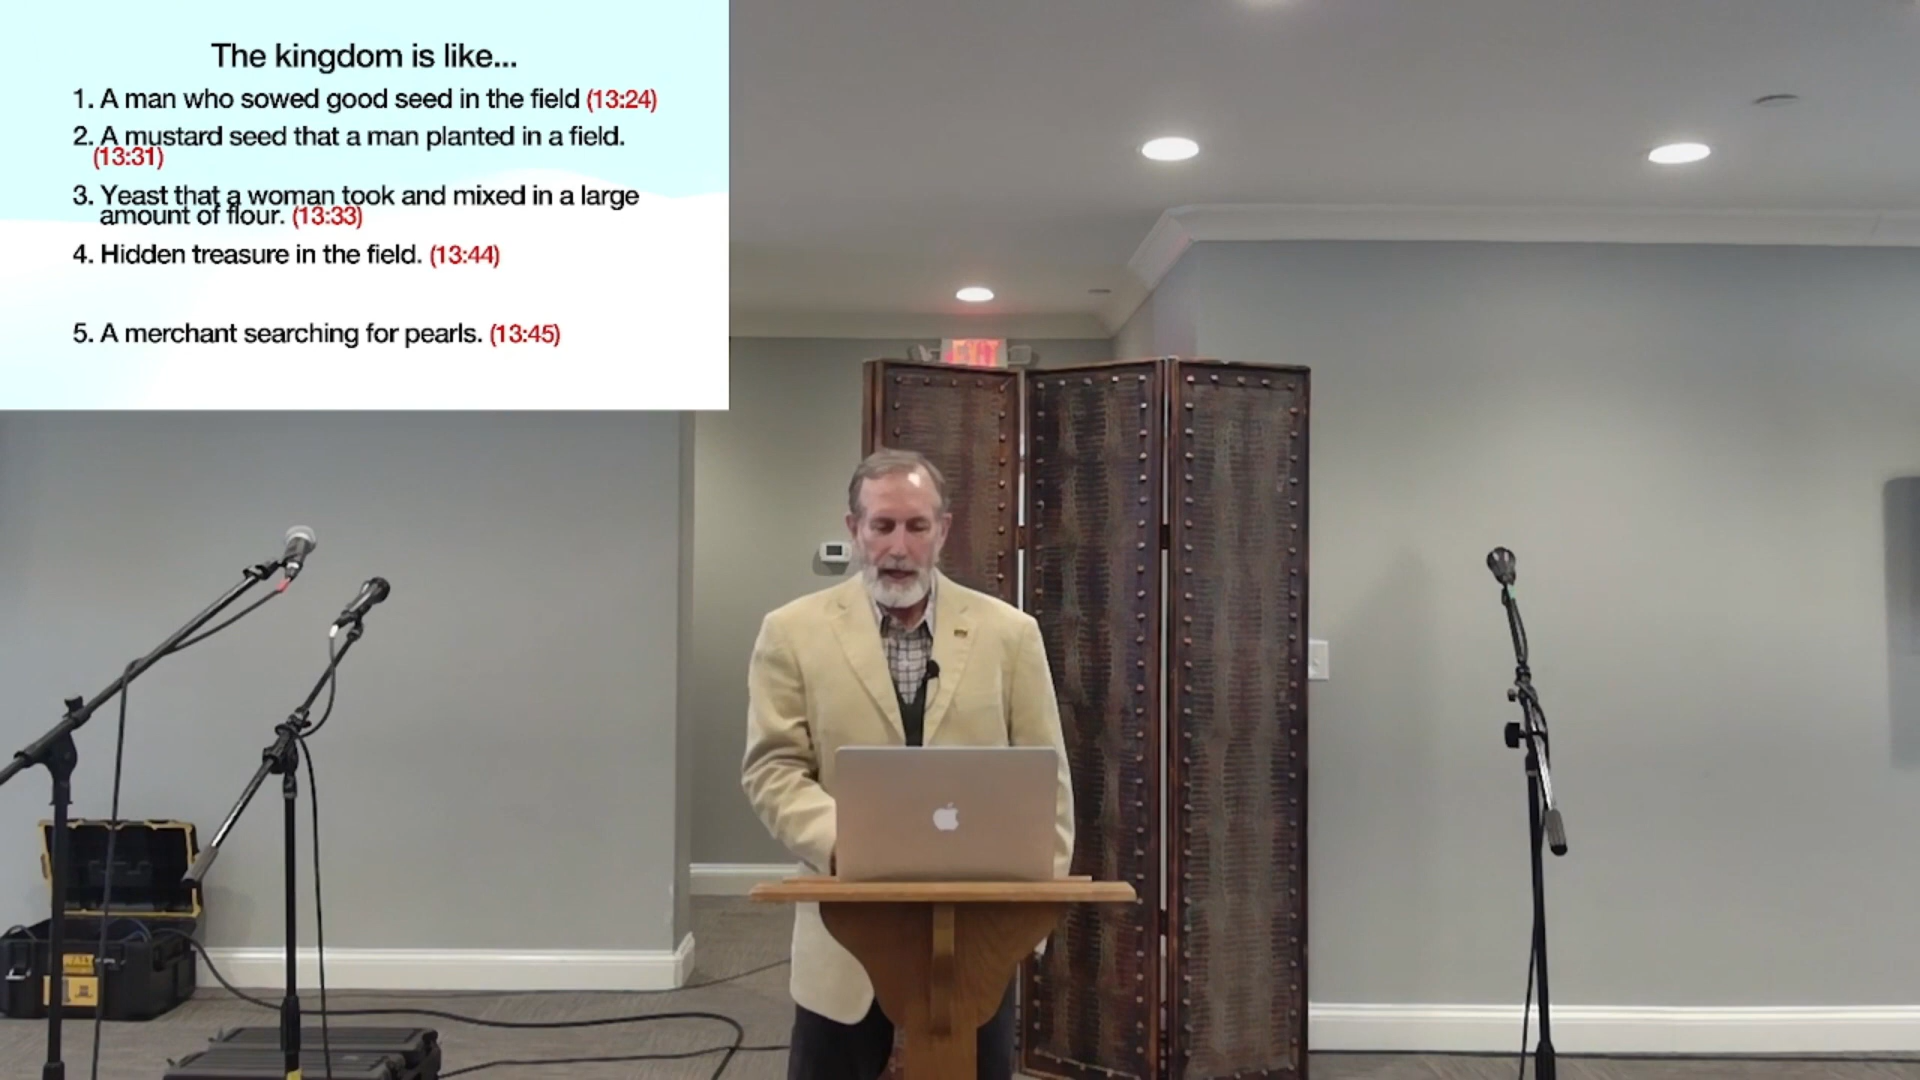 The kingdom is like...
1. A man who sowed good seed in the field (13:24)
2. A mustard seed that a man planted in a field.
(13:31)
3. Yeast that a woman took and mixed in a large
amount of flour. (13:33)
4. Hidden treasure in the field. (13:44)
5. A merchant searching for pearls. (13:45)
EXIT
DEWALT